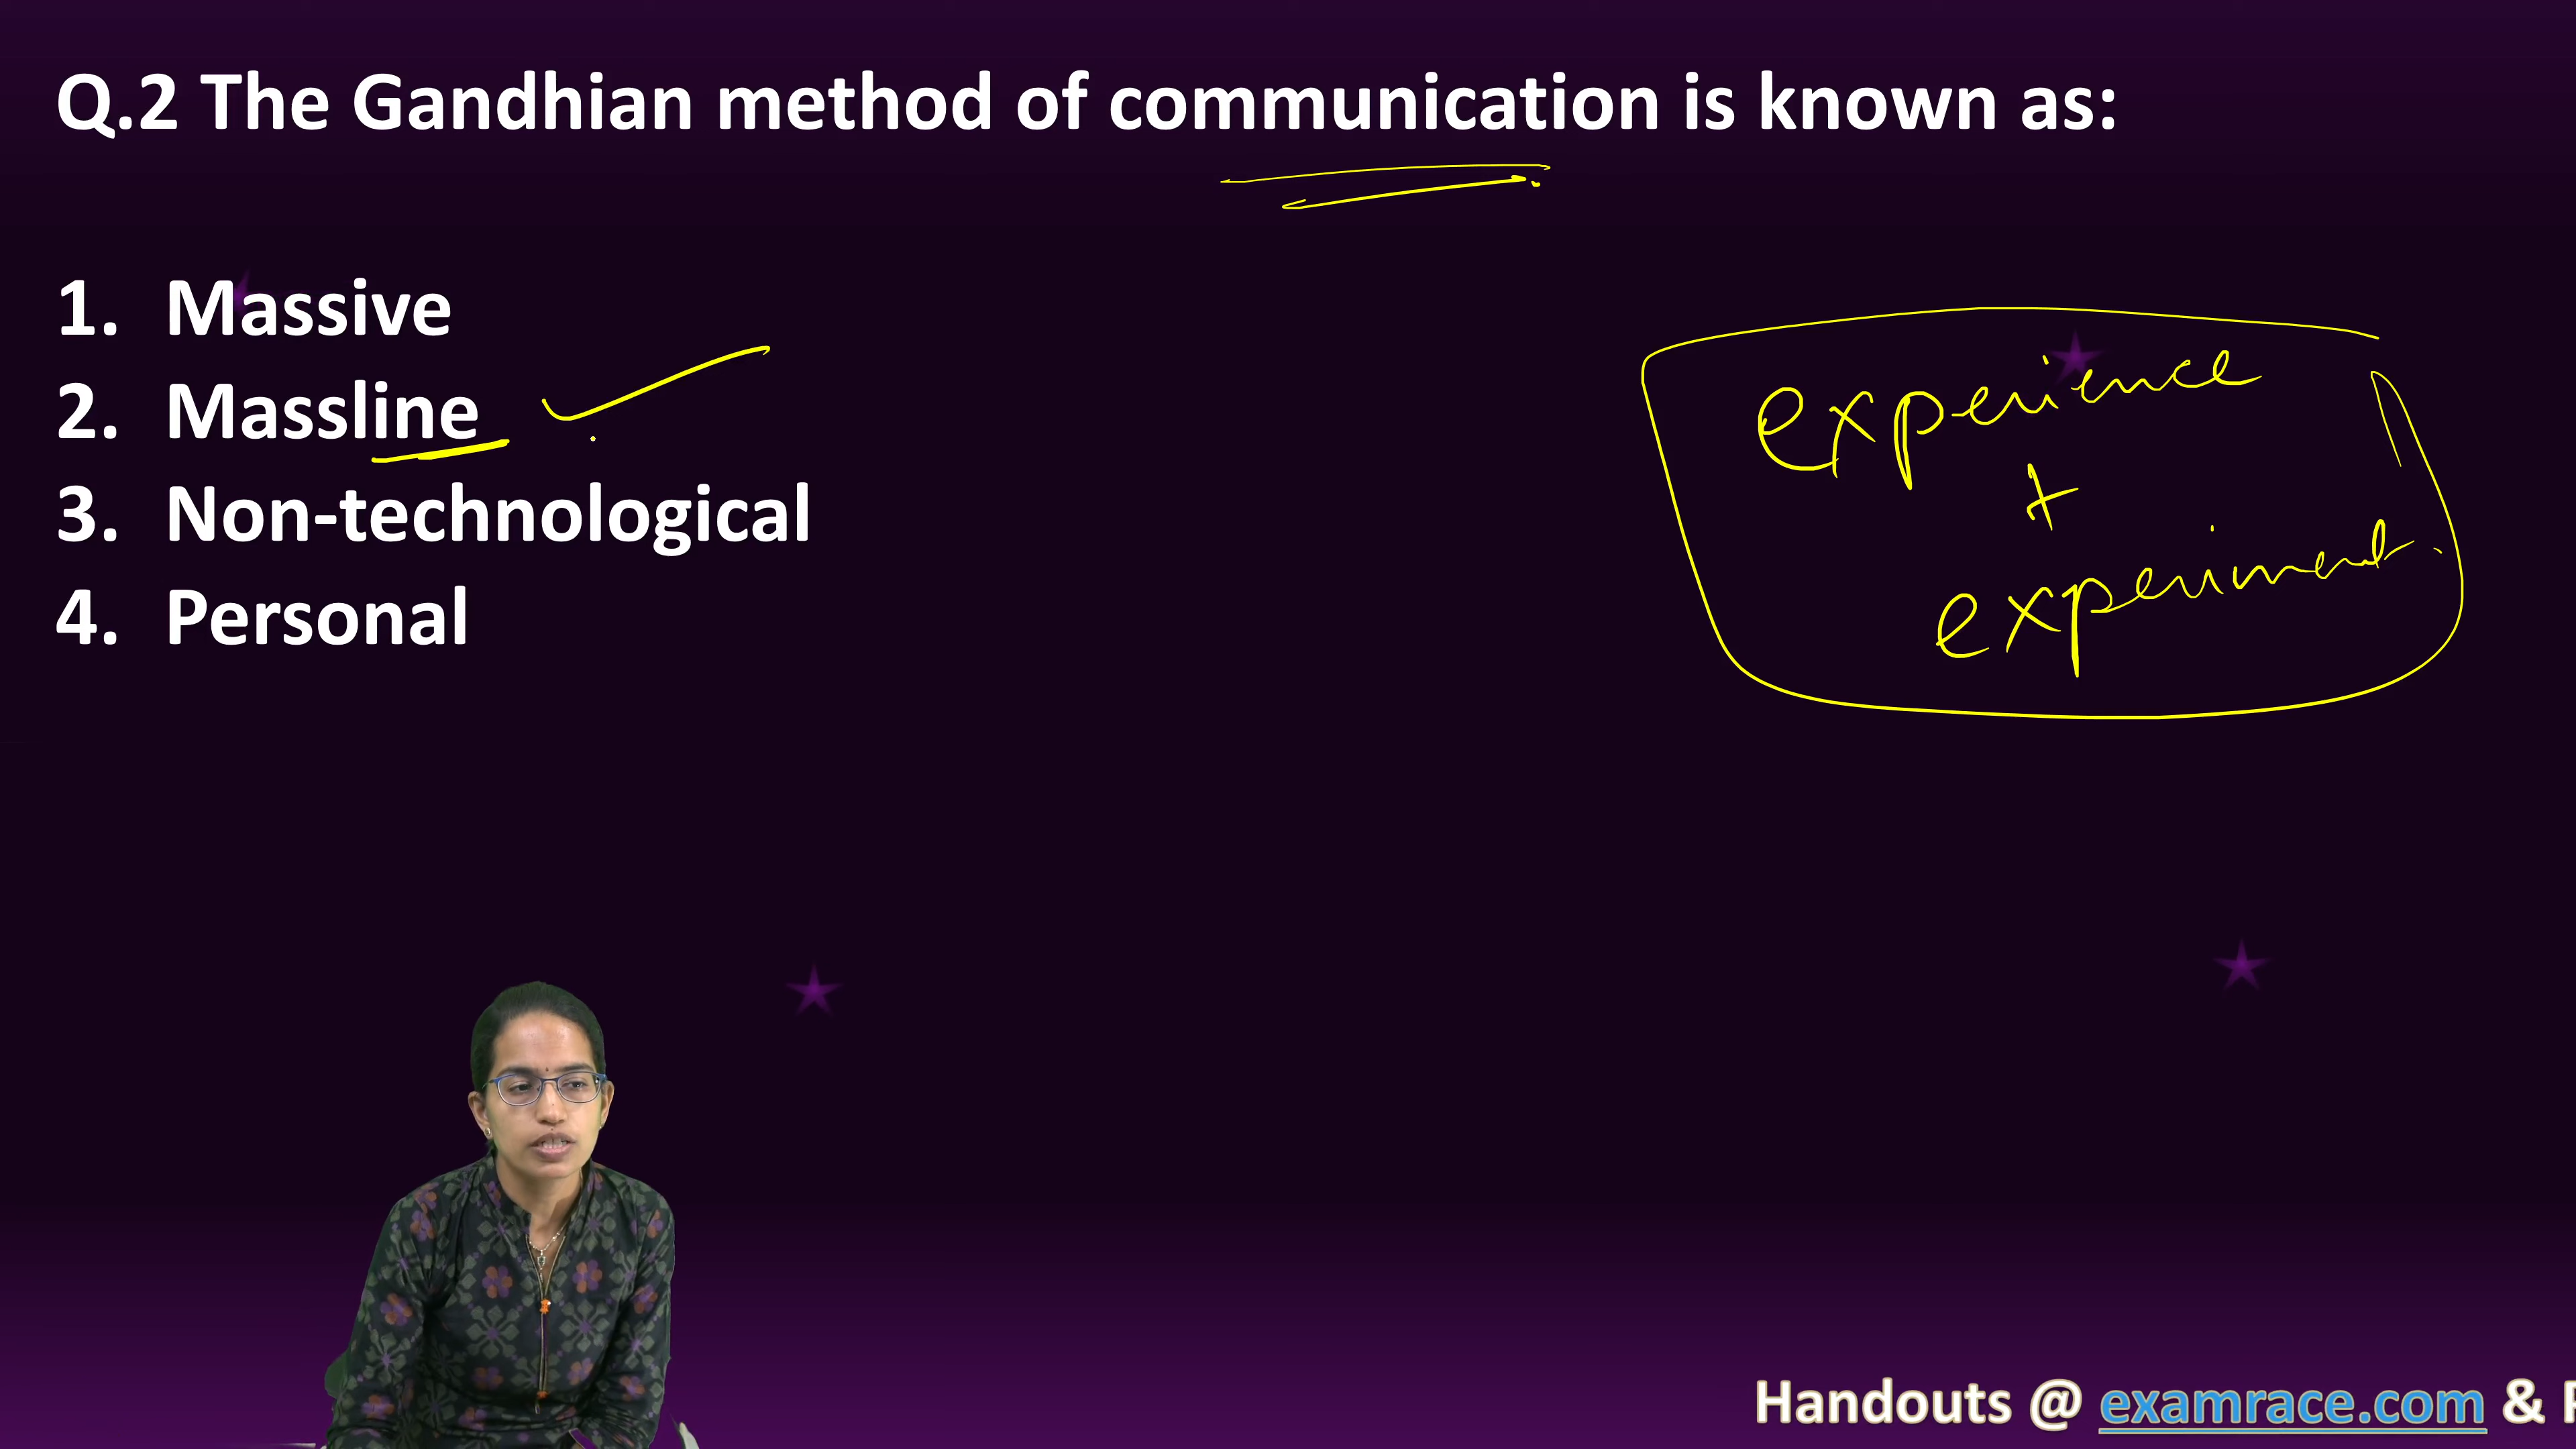 Q.2 The Gandhian method of communication is known as:
1. Massive
2. Massline
3. Non-technological
4. Personal
experience
+
experiment.
Handouts @ examrace.com &